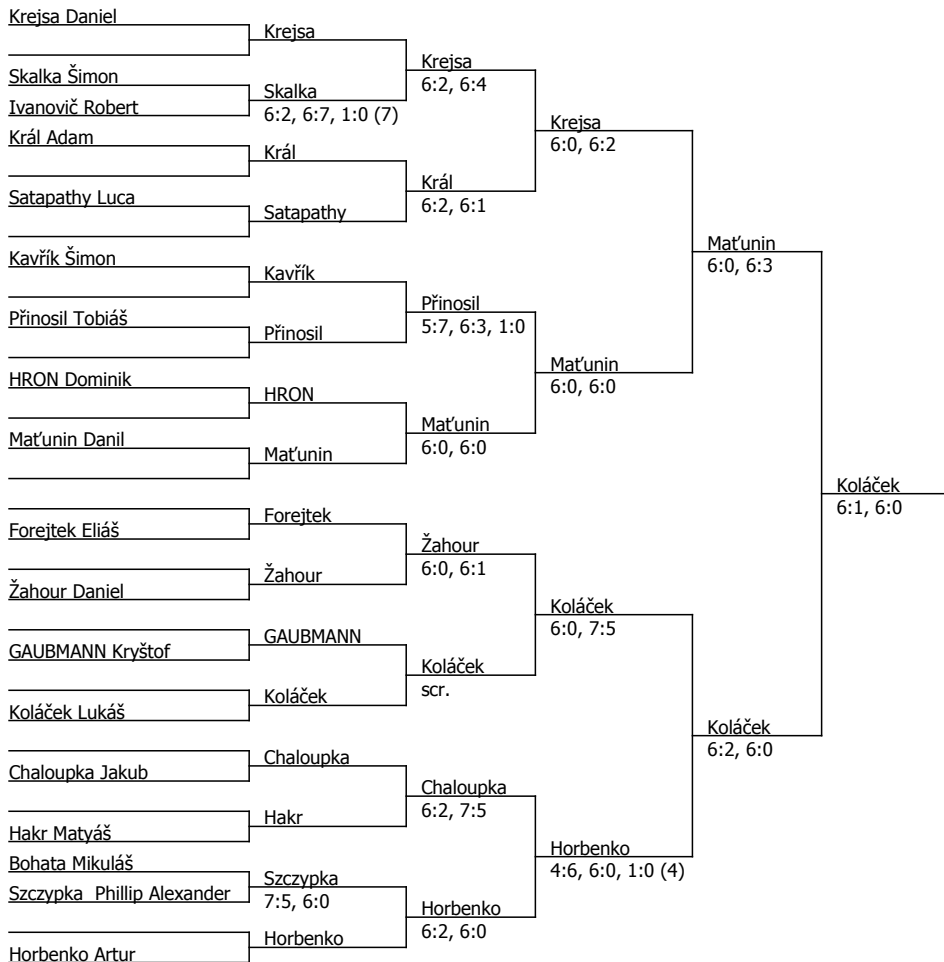 Krejsa Daniel
Krejsa
Krejsa
6:2, 6:4
Skalka Šimon
Skalka
6:2, 6:7, 1:0 (7)
Ivanovič Robert
Krejsa
6:0, 6:2
Král Adam
Král
Král
6:2, 6:1
Satapathy Luca
Satapathy
Maťunin
6:0, 6:3
Kavřík Šimon
Kavřík
Přinosil
5:7, 6:3, 1:0
Přinosil Tobiáš
Přinosil
Maťunin
6:0, 6:0
HRON Dominik
HRON
Maťunin
6:0, 6:0
Maťunin Danil
Maťunin
Koláček
6:1, 6:0
Forejtek
Forejtek Eliáš
Žahour
6:0, 6:1
Žahour
Žahour Daniel
Koláček
6:0, 7:5
GAUBMANN
GAUBMANN Kryštof
Koláček
scr.
Koláček
Koláček Lukáš
Koláček
6:2, 6:0
Chaloupka
Chaloupka Jakub
Chaloupka
6:2, 7:5
Hakr
Hakr Matyáš
Horbenko
4:6, 6:0, 1:0 (4)
Bohata Mikuláš
Szczypka
7:5, 6:0
Szczypka  Phillip Alexander
Horbenko
6:2, 6:0
Horbenko
Horbenko Artur